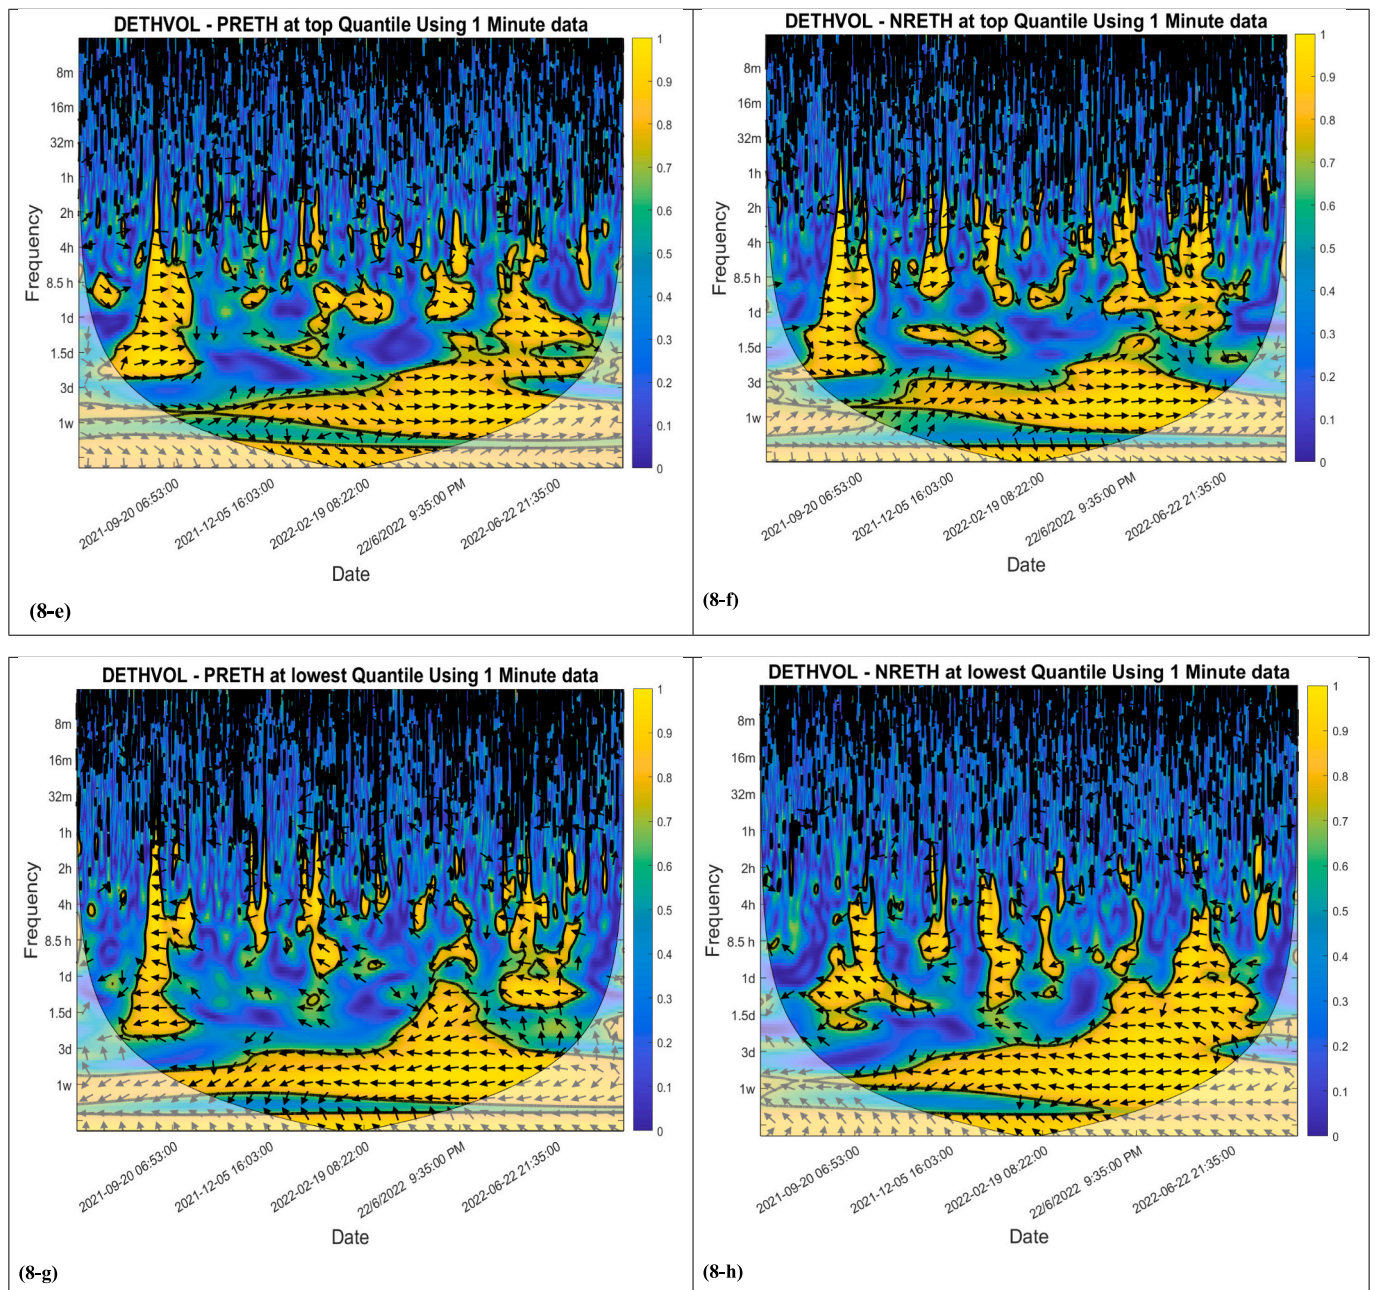 DETHVOL - PRETH at top Quantile Using 1 Minute data
8m
16m
32m
1h
2h
4h
8.5 h
1d
1.5d
3d
1w
Frequency
1
0.9
0.8
0.7
0.6
0.5
0.4
0.3
0.2
0.1
0
2021-09-20 06:53:00
2021-12-05 16:03:00
2022-02-19 08:22:00
22/6/2022 9:35:00 PM
2022-06-22 21:35:00
Date
(8-e)
DETHVOL - NRETH at top Quantile Using 1 Minute data
8m
16m
32m
1h
2h
4h
8.5 h
1d
1.5d
3d
1w
Frequency
1
0.9
0.8
0.7
0.6
0.5
0.4
0.3
0.2
0.1
0
2021-09-20 06:53:00
2021-12-05 16:03:00
2022-02-19 08:22:00
22/6/2022 9:35:00 PM
2022-06-22 21:35:00
Date
(8-f)
DETHVOL - PRETH at lowest Quantile Using 1 Minute data
8m
16m
32m
1h
2h
4h
8.5 h
1d
1.5d
3d
1w
Frequency
1
0.9
0.8
0.7
0.6
0.5
0.4
0.3
0.2
0.1
0
2021-09-20 06:53:00
2021-12-05 16:03:00
2022-02-19 08:22:00
22/6/2022 9:35:00 PM
2022-06-22 21:35:00
Date
(8-g)
DETHVOL - NRETH at lowest Quantile Using 1 Minute data
8m
16m
32m
1h
2h
4h
8.5 h
1d
1.5d
3d
1w
Frequency
1
0.9
0.8
0.7
0.6
0.5
0.4
0.3
0.2
0.1
0
2021-09-20 06:53:00
2021-12-05 16:03:00
2022-02-19 08:22:00
22/6/2022 9:35:00 PM
2022-06-22 21:35:00
Date
(8-h)